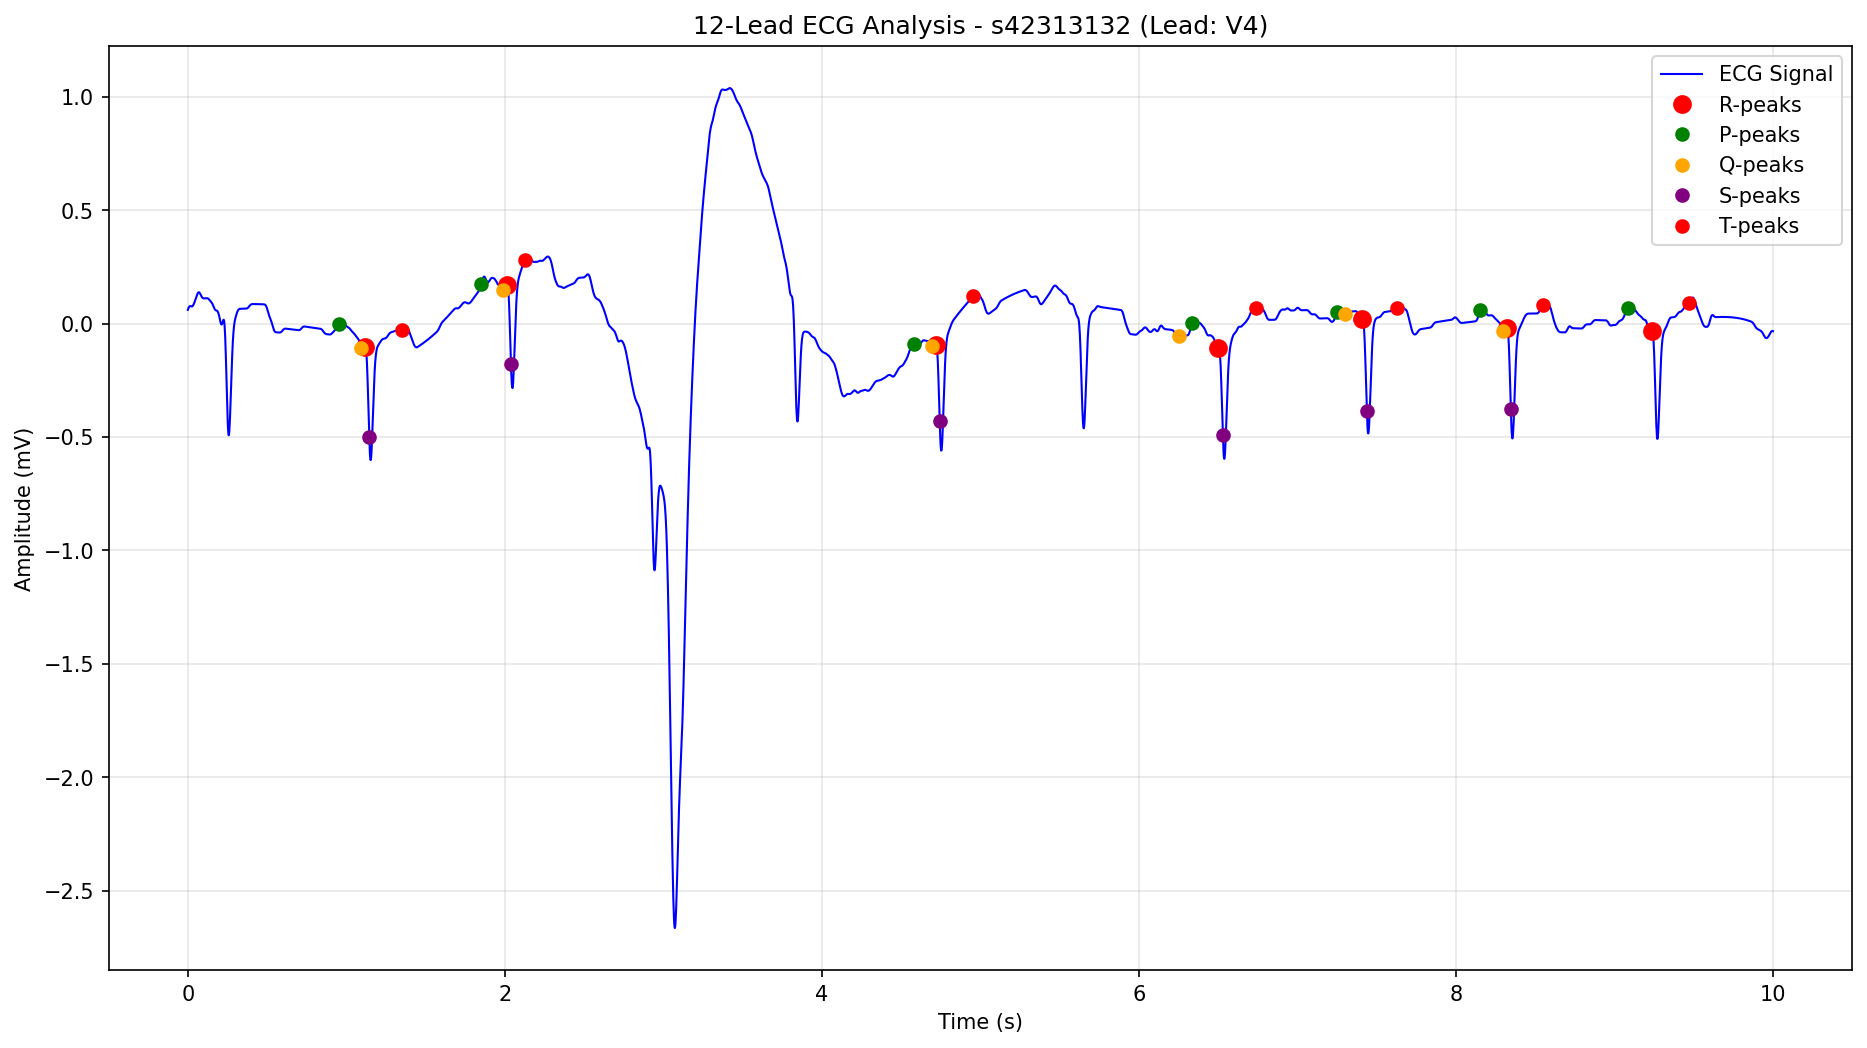 12-Lead ECG Analysis - s42313132 (Lead: V4)
ECG Signal
R-peaks
P-peaks
Q-peaks
S-peaks
T-peaks
1.0
0.5
0.0
−0.5
−1.0
−1.5
−2.0
−2.5
Amplitude (mV)
0 2 4 6 8 10
Time (s)